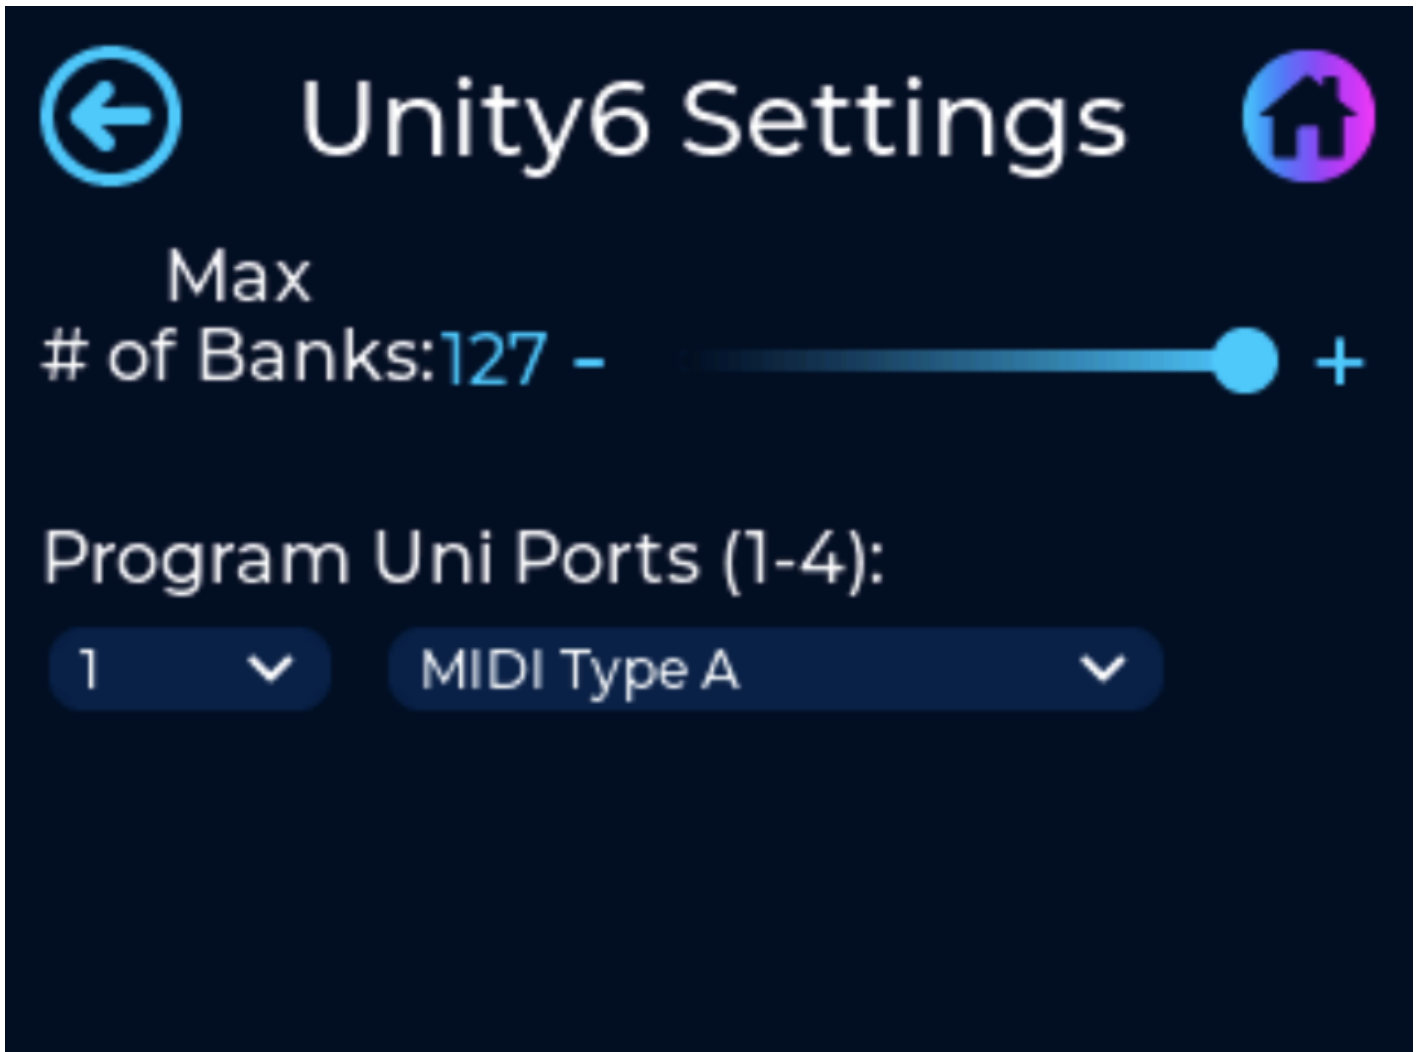 Unity6 Settings
Max
# of Banks:127 - +
Program Uni Ports (1-4):
1 MIDI Type A